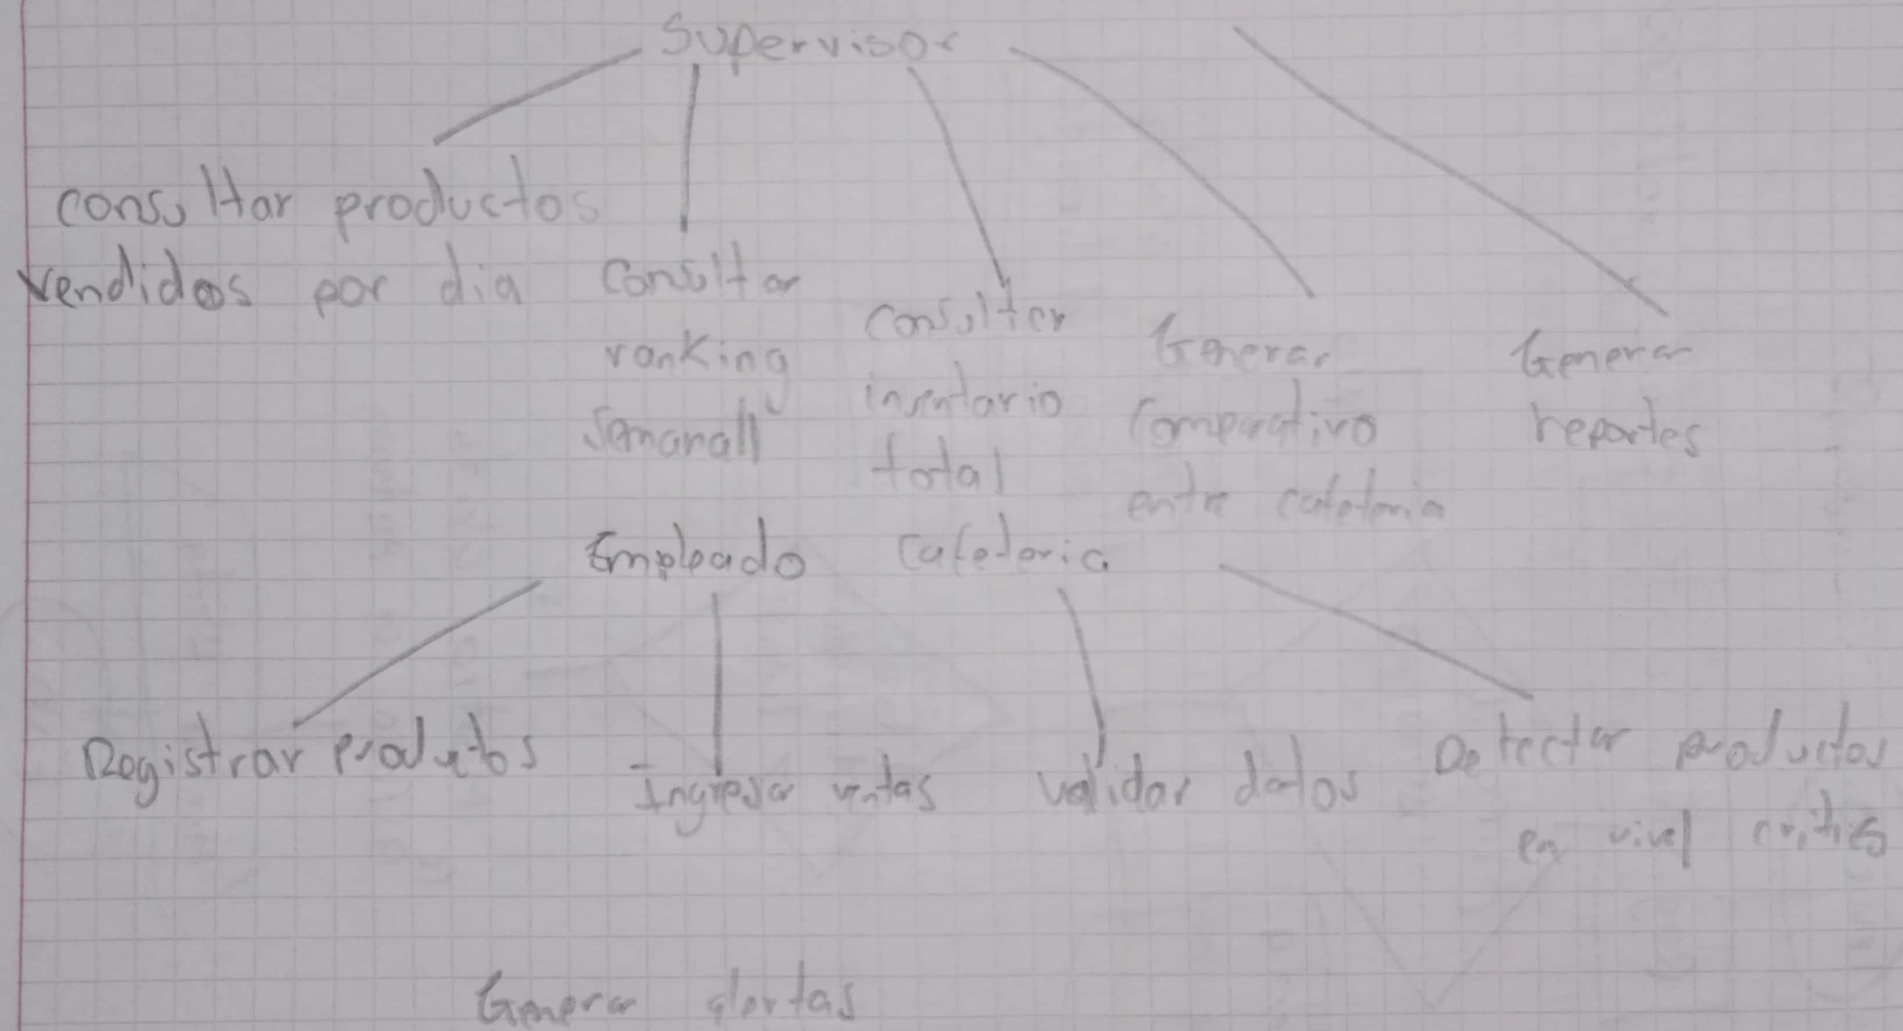 Supervisor
consultar productos
vendidos por dia
Consultar
ranking
Semanall
consultar
inventario
total
Generar
Comparativo
entre cafeteria
Generar
reportes
Empleado cafeteria
Registrar productos
Ingresar ventas
validar datos
Detectar productos
en nivel critico
Generar alertas